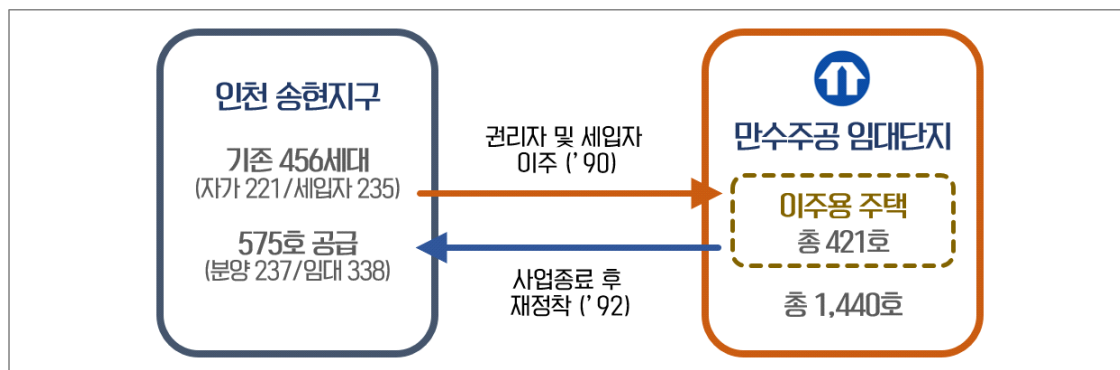 인천 송현지구
기존 456세대
(자가 221/세입자 235)
575호 공급
(분양 237/임대 338)
권리자 및 세입자
이주 (’90)
사업종료 후
재정착 (’92)
만수주공 임대단지
이주용 주택
총 421호
총 1,440호